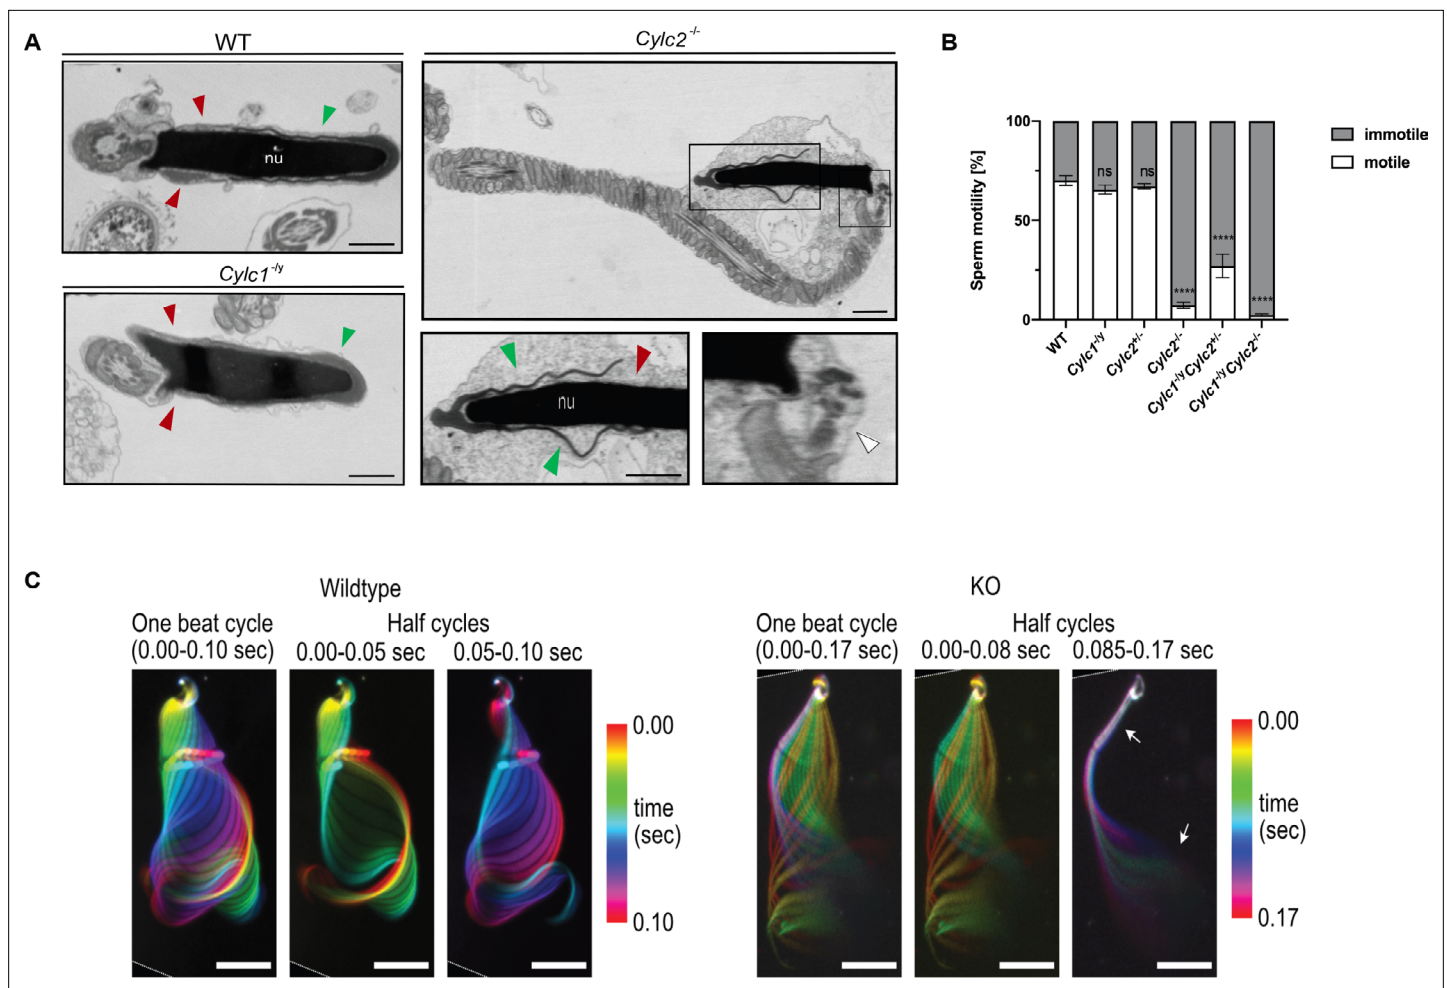 A
WT
Cylc2-/-
nu
Cylc1-/y
nu
B
Sperm motility [%]
100
50
0
ns
ns
****
****
****
WT
Cylc1-/y
Cylc2+/-
Cylc2-/-
Cylc1-/y Cylc2+/-
Cylc1-/y Cylc2-/-
immotile
motile
C
Wildtype
One beat cycle
(0.00-0.10 sec)
Half cycles
0.00-0.05 sec
0.05-0.10 sec
0.00
time
(sec)
0.10
KO
One beat cycle
(0.00-0.17 sec)
Half cycles
0.00-0.08 sec
0.085-0.17 sec
0.00
time
(sec)
0.17